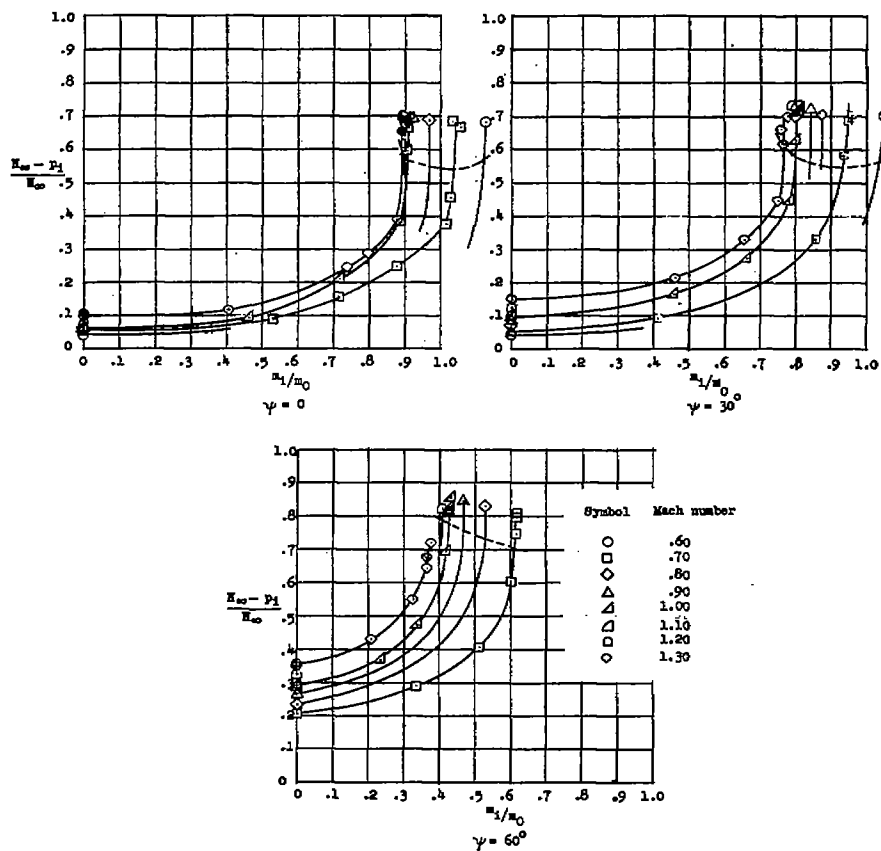 1.0 1.0
.9 .9
.8 .8
.7 .7
.6 .6
H∞ - p1
H∞
.5 .5
.4 .4
.3 .3
.2 .2
.1 .1
0 0
0 .1 .2 .3 .4 .5 .6 .7 .8 .9 1.0 0 .1 .2 .3 .4 .5 .6 .7 .8 .9 1.0
m1/m0 m1/m0
ψ = 0 ψ = 30°
1.0
.9
.8
.7
.6
H∞ - p1
H∞
.5
.4
.3
.2
.1
0
0 .1 .2 .3 .4 .5 .6 .7 .8 .9 1.0
m1/m0
ψ = 60°
Symbol Mach number
.60
.70
.80
.90
1.00
1.10
1.20
1.30